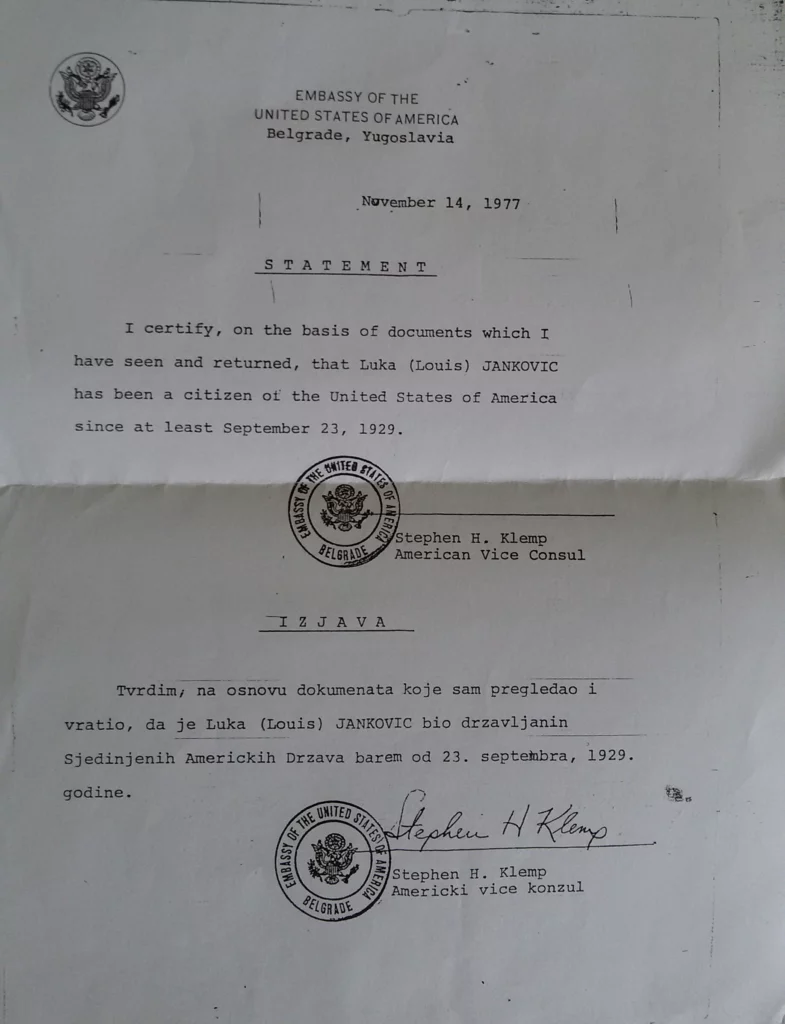 EMBASSY OF THE
UNITED STATES OF AMERICA
Belgrade, Yugoslavia
November 14, 1977
S T A T E M E N T
I certify, on the basis of documents which I
have seen and returned, that Luka (Louis) JANKOVIC
has been a citizen of the United States of America
since at least September 23, 1929.
EMBASSY OF THE UNITED STATES OF AMERICA
BELGRADE
Stephen H. Klemp
American Vice Consul
I Z J A V A
Tvrdim, na osnovu dokumenata koje sam pregledao i
vratio, da je Luka (Louis) JANKOVIC bio drzavljanin
Sjedinjenih Americkih Drzava barem od 23. septembra, 1929.
godine.
EMBASSY OF THE UNITED STATES OF AMERICA
BELGRADE
Stephen H Klemp
Stephen H. Klemp
Americki vice konzul